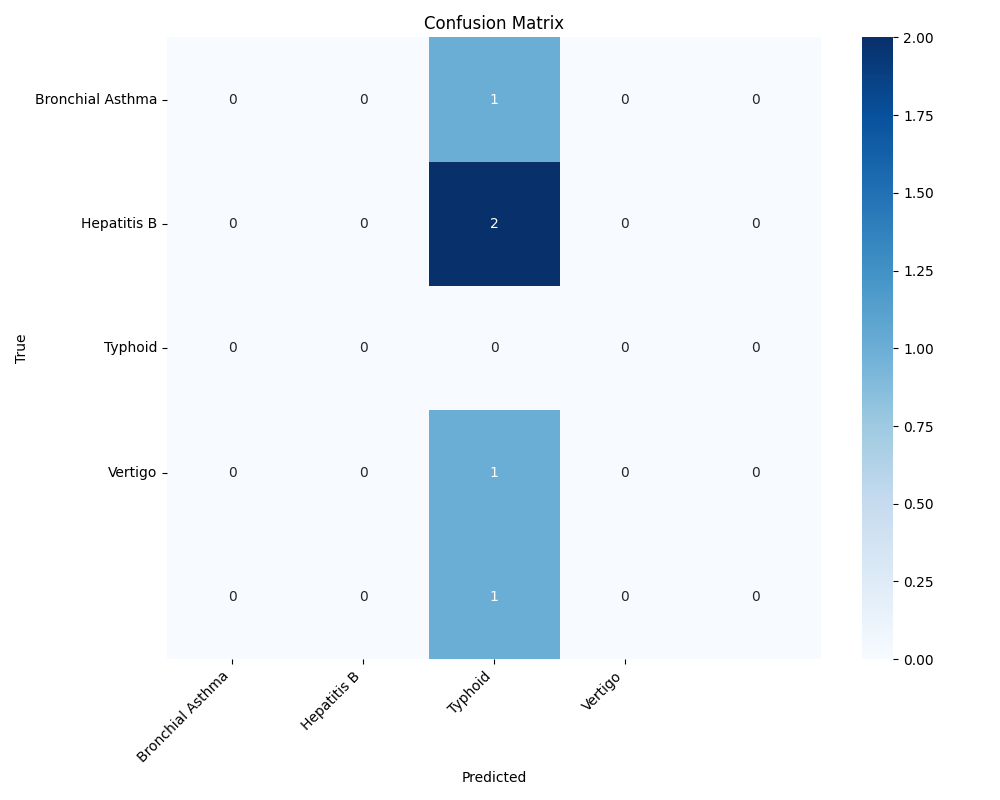 Confusion Matrix
True
Bronchial Asthma 0 0 1 0 0
Hepatitis B 0 0 2 0 0
Typhoid 0 0 0 0 0
Vertigo 0 0 1 0 0
0 0 1 0 0
Bronchial Asthma Hepatitis B Typhoid Vertigo
Predicted
2.00
1.75
1.50
1.25
1.00
0.75
0.50
0.25
0.00